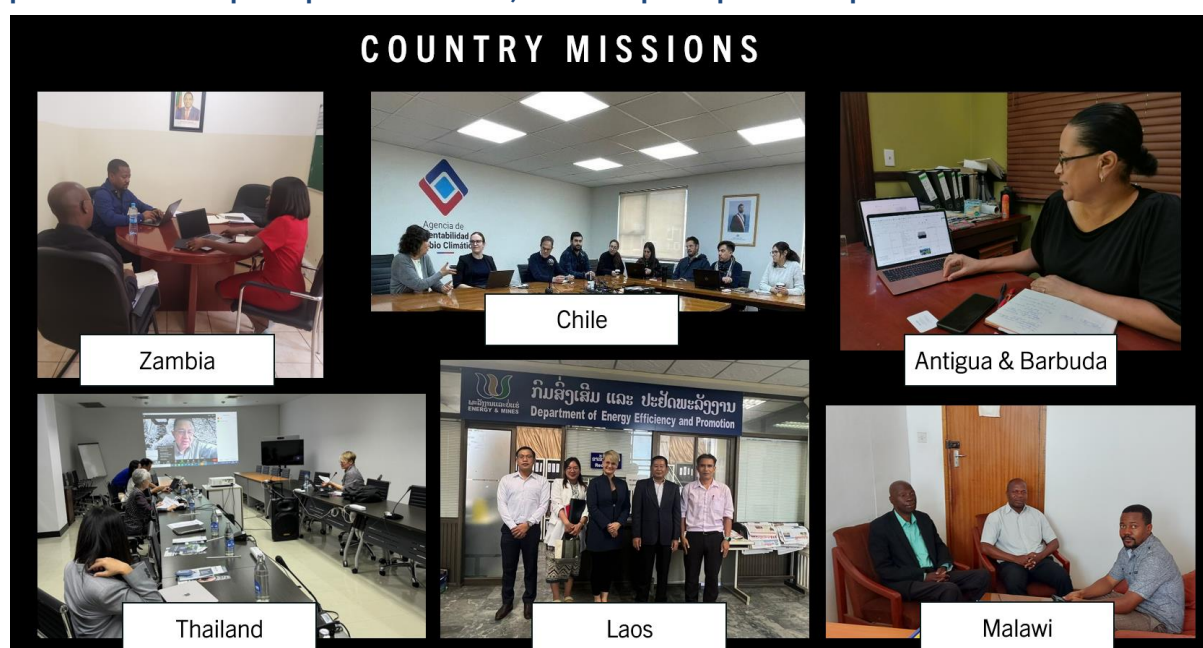 COUNTRY MISSIONS
Agencia de
Climátic
Zambia
Chile
Antigua & Barbuda
ກົມສົ່ງເສີມ ແລະ ປະຢັດພະລັງງານ
ENERGY & MINES
Department of Energy Efficiency and Promotion
Thailand
Laos
Malawi